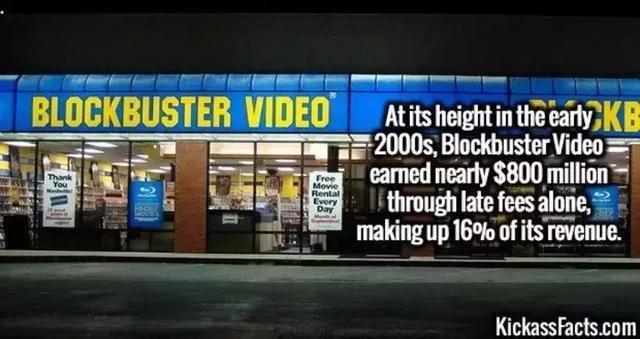 BLOCKBUSTER VIDEO
At its height in the early
2000s, Blockbuster Video
earned nearly $800 million
through late fees alone,
making up 16% of its revenue.
Thank
You
Nashville!
Free
Movie
Rental
Every
Day
KickassFacts.com